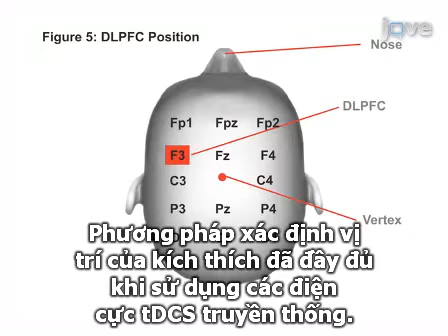 jove
Figure 5: DLPFC Position
Nose
Fp1 Fpz Fp2
DLPFC
F3 Fz F4
C3 C4
P3 Pz P4
Vertex
Phương pháp xác định vị
trí của kích thích đã đầy đủ
khi sử dụng các điện
cực tDCS truyền thống.